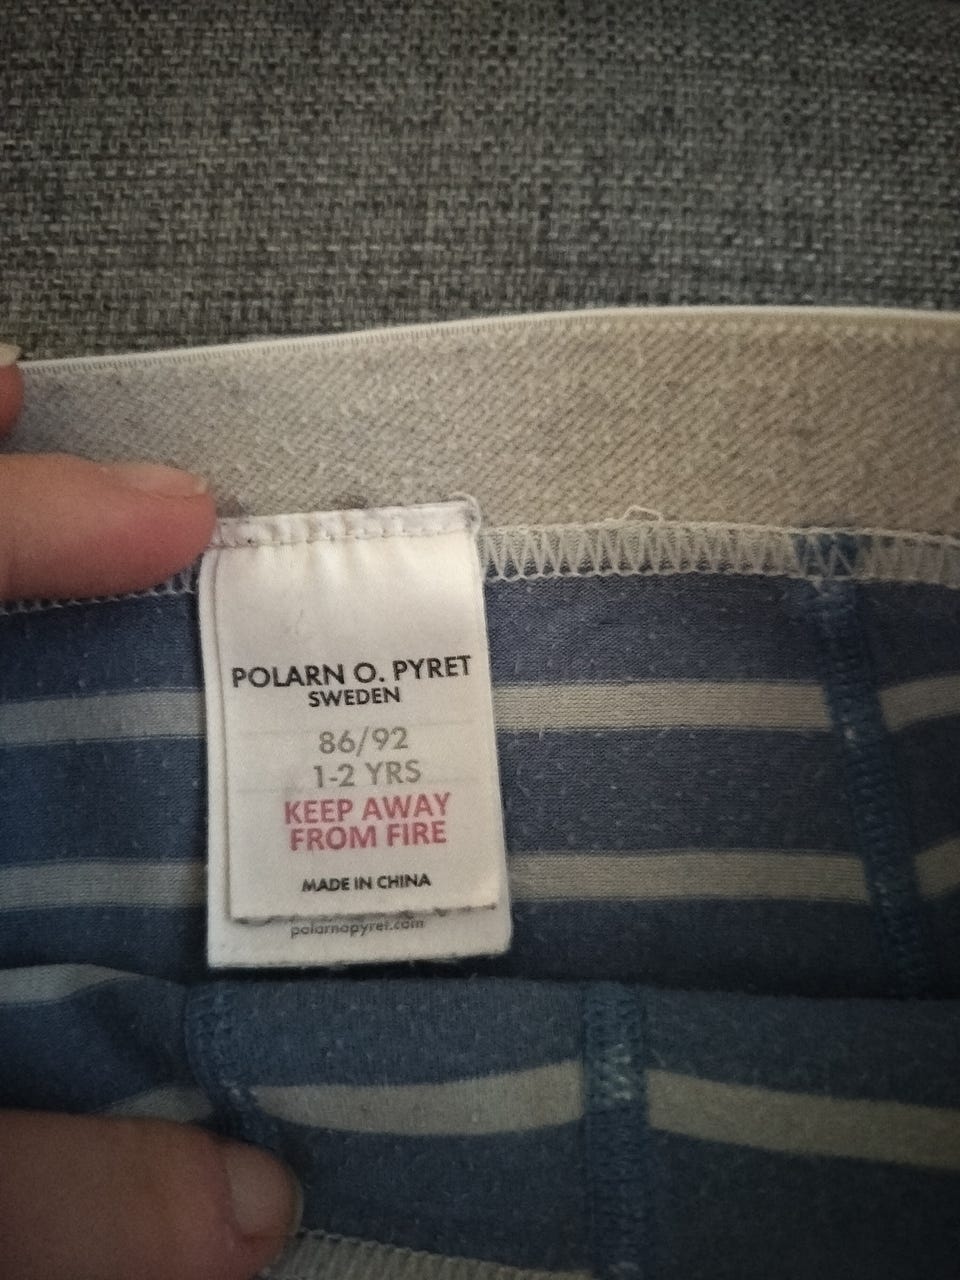 POLARN O. PYRET
SWEDEN
86/92
1-2 YRS
KEEP AWAY
FROM FIRE
MADE IN CHINA
polarnopyret.com